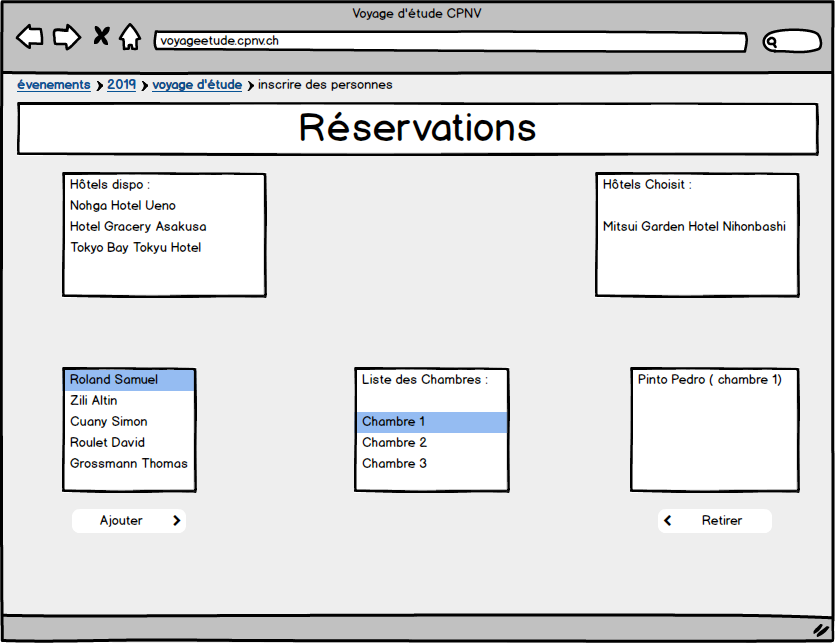 Voyage d'étude CPNV
voyageetude.cpnv.ch
évenements > 2019 > voyage d'étude > inscrire des personnes
Réservations
Hôtels dispo :
Nohga Hotel Ueno
Hotel Gracery Asakusa
Tokyo Bay Tokyu Hotel
Hôtels Choisit :
Mitsui Garden Hotel Nihonbashi
Roland Samuel
Zili Altin
Cuany Simon
Roulet David
Grossmann Thomas
Liste des Chambres :
Chambre 1
Chambre 2
Chambre 3
Pinto Pedro ( chambre 1)
Ajouter >
< Retirer